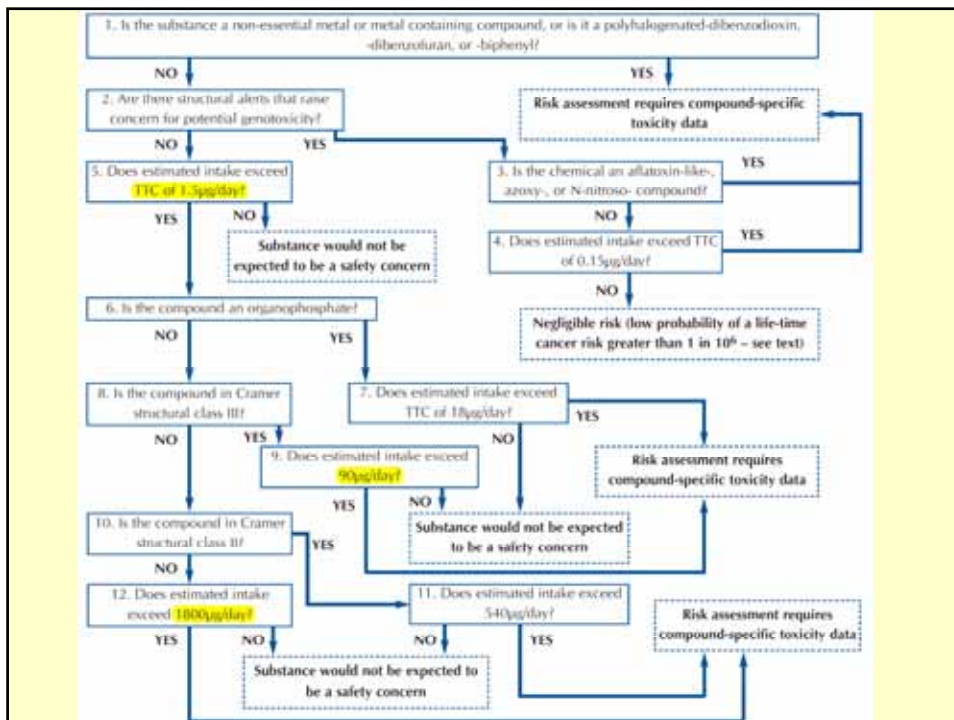 1. Is the substance a non-essential metal or metal containing compound, or is it a polyhalogenated-dibenzodioxin,
-dibenzofuran, or -biphenyl?
NO
YES
2. Are there structural alerts that raise
concern for potential genotoxicity?
Risk assessment requires compound-specific
toxicity data
NO
YES
5. Does estimated intake exceed
TTC of 1.5µg/day?
3. Is the chemical an aflatoxin-like-,
azoxy-, or N-nitroso- compound?
YES
YES
NO
NO
Substance would not be
expected to be a safety concern
4. Does estimated intake exceed TTC
of 0.15µg/day?
YES
NO
6. Is the compound an organophosphate?
Negligible risk (low probability of a life-time
cancer risk greater than 1 in 10⁶ – see text)
NO
YES
8. Is the compound in Cramer
structural class III?
7. Does estimated intake exceed
TTC of 18µg/day?
YES
NO
YES
NO
9. Does estimated intake exceed
90µg/day?
Risk assessment requires
compound-specific toxicity data
YES
NO
10. Is the compound in Cramer
structural class II?
YES
Substance would not be expected
to be a safety concern
NO
12. Does estimated intake
exceed 1800µg/day?
11. Does estimated intake exceed
540µg/day?
Risk assessment requires
compound-specific toxicity data
YES
NO
NO
YES
Substance would not be expected to
be a safety concern